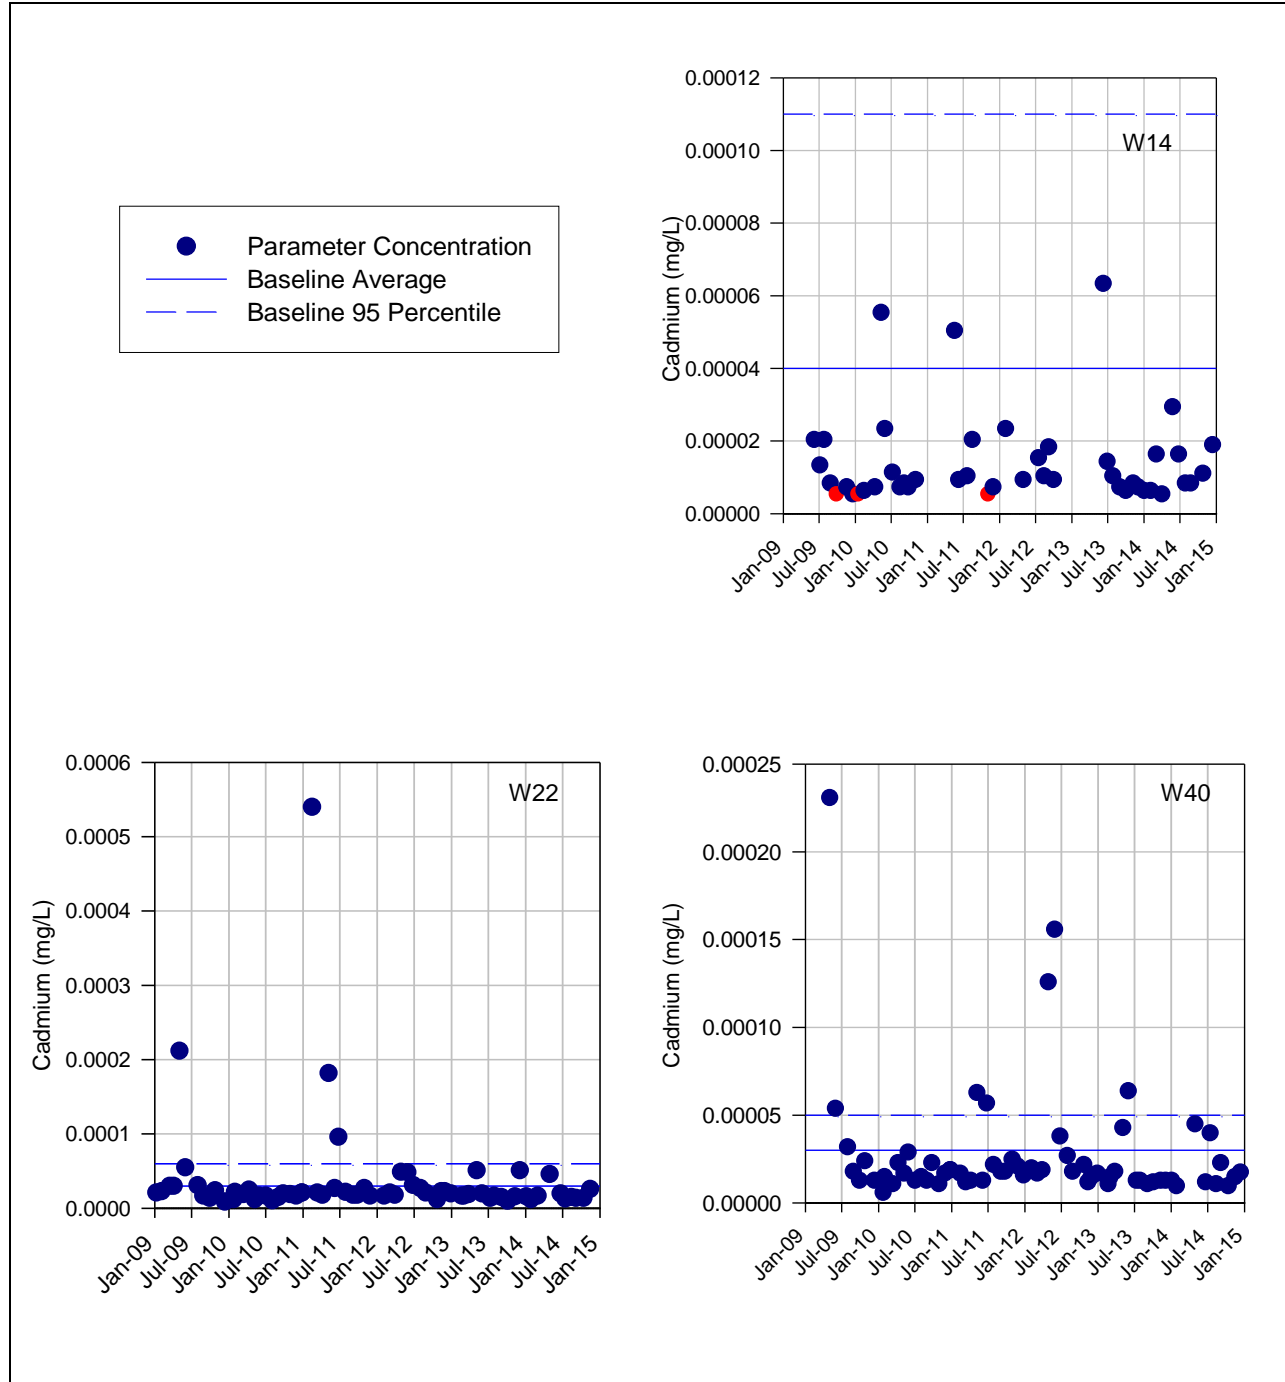 Parameter Concentration
Baseline Average
Baseline 95 Percentile
W14
Cadmium (mg/L)
0.00012
0.00010
0.00008
0.00006
0.00004
0.00002
0.00000
Jan-09
Jul-09
Jan-10
Jul-10
Jan-11
Jul-11
Jan-12
Jul-12
Jan-13
Jul-13
Jan-14
Jul-14
Jan-15
W22
Cadmium (mg/L)
0.0006
0.0005
0.0004
0.0003
0.0002
0.0001
0.0000
Jan-09
Jul-09
Jan-10
Jul-10
Jan-11
Jul-11
Jan-12
Jul-12
Jan-13
Jul-13
Jan-14
Jul-14
Jan-15
W40
Cadmium (mg/L)
0.00025
0.00020
0.00015
0.00010
0.00005
0.00000
Jan-09
Jul-09
Jan-10
Jul-10
Jan-11
Jul-11
Jan-12
Jul-12
Jan-13
Jul-13
Jan-14
Jul-14
Jan-15